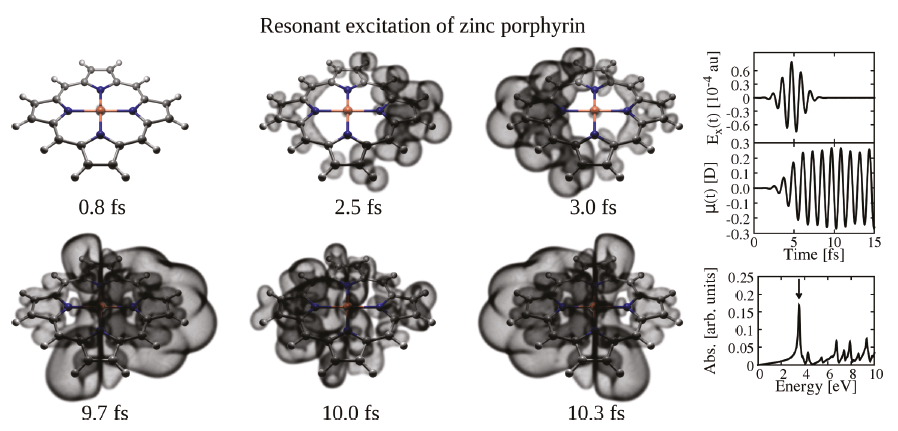 Resonant excitation of zinc porphyrin
0.8 fs
2.5 fs
3.0 fs
9.7 fs
10.0 fs
10.3 fs
Eₓ(t) [10⁻⁴ au]
0.6
0.3
0
-0.3
-0.6
μ(t) [D]
0.3
0.2
0.1
0.0
-0.1
-0.2
-0.3
0 5 10 15
Time [fs]
Abs. [arb, units]
0.25
0.2
0.15
0.1
0.05
0
0 2 4 6 8 10
Energy [eV]